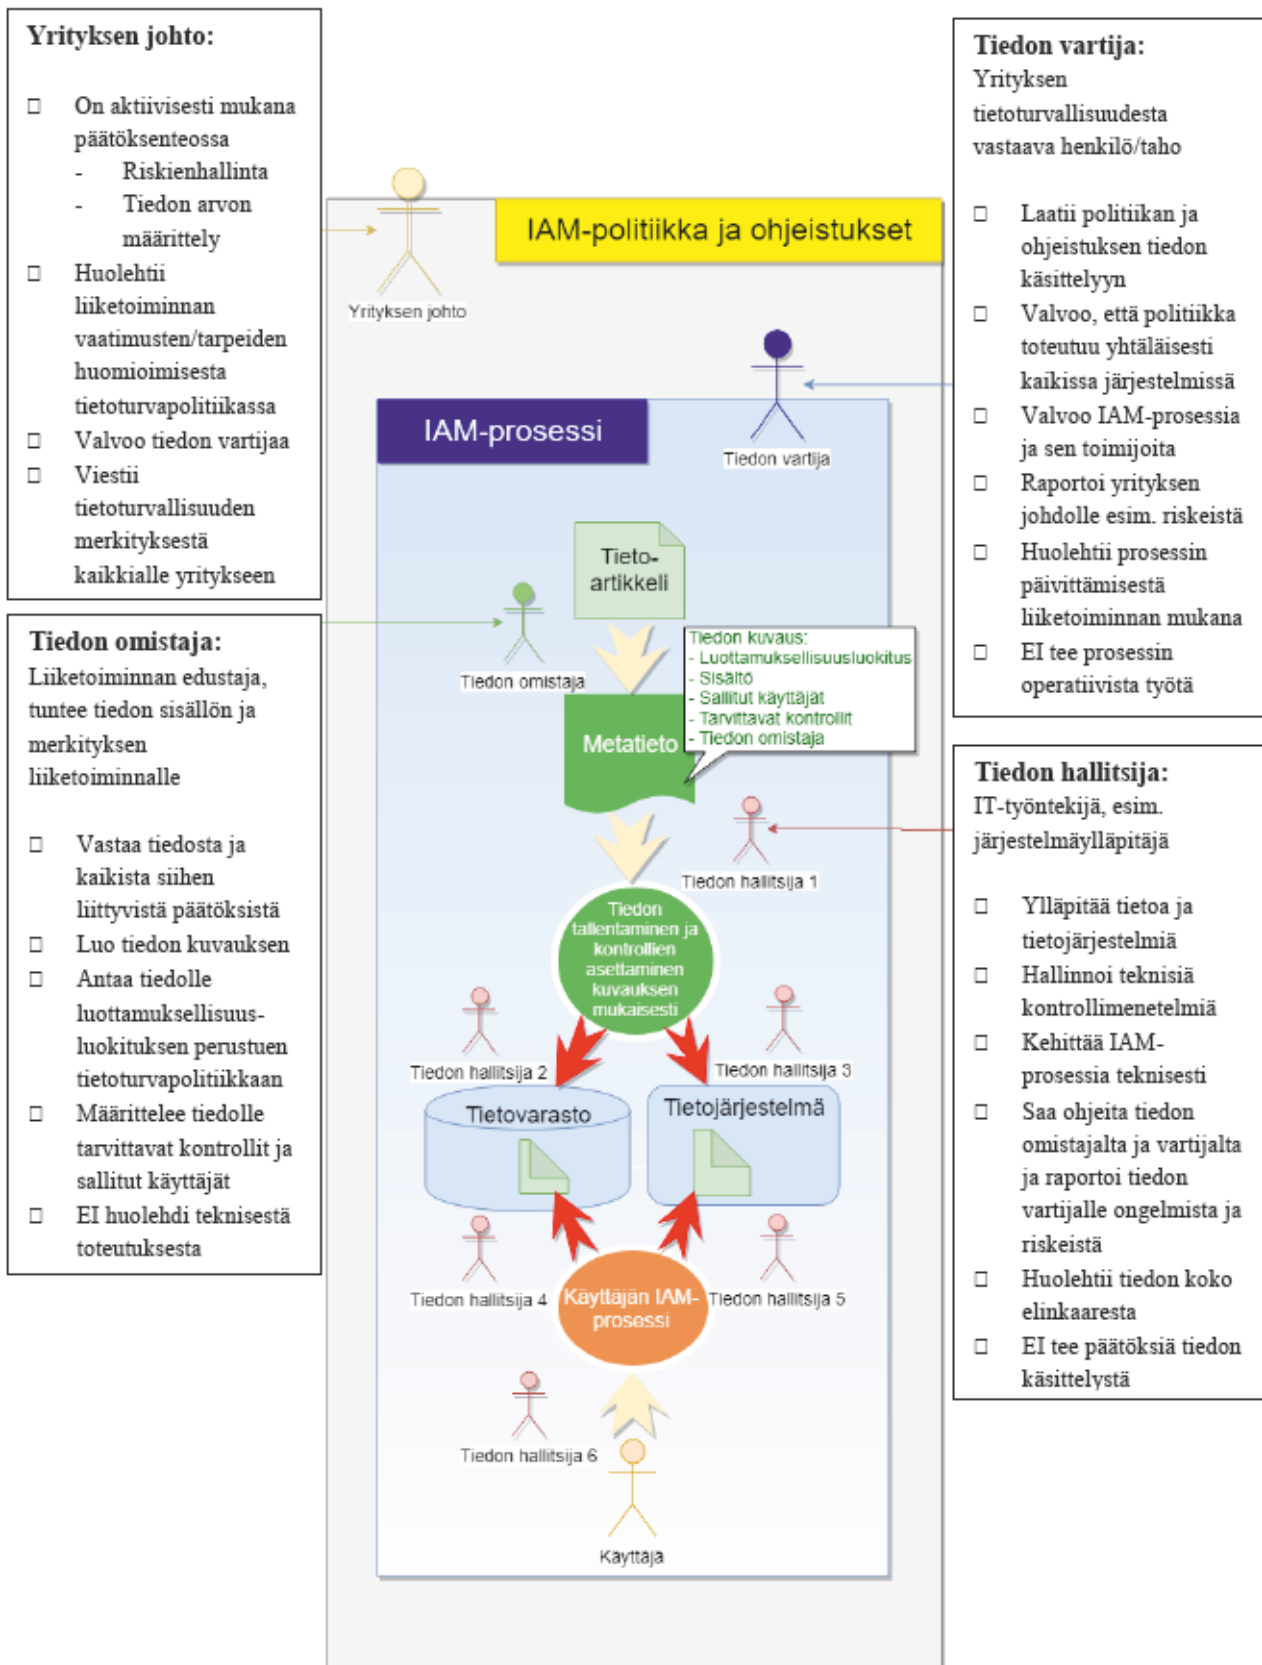 Yrityksen johto:
☐ On aktiivisesti mukana
päätöksenteossa
- Riskienhallinta
- Tiedon arvon
määrittely
☐ Huolehtii
liiketoiminnan
vaatimusten/tarpeiden
huomioimisesta
tietoturvapolitiikassa
☐ Valvoo tiedon vartijaa
☐ Viestii
tietoturvallisuuden
merkityksestä
kaikkialle yritykseen
Tiedon omistaja:
Liiketoiminnan edustaja,
tuntee tiedon sisällön ja
merkityksen
liiketoiminnalle
☐ Vastaa tiedosta ja
kaikista siihen
liittyvistä päätöksistä
☐ Luo tiedon kuvauksen
☐ Antaa tiedolle
luottamuksellisuus-
luokituksen perustuen
tietoturvapolitiikkaan
☐ Määrittelee tiedolle
tarvittavat kontrollit ja
sallitut käyttäjät
☐ EI huolehdi teknisestä
toteutuksesta
IAM-politiikka ja ohjeistukset
Yrityksen johto
Tiedon vartija
IAM-prosessi
Tieto-
artikkeli
Tiedon omistaja
Tiedon kuvaus:
- Luottamuksellisuusluokitus
- Sisältö
- Sallitut käyttäjät
- Tarvittavat kontrollit
- Tiedon omistaja
Metatieto
Tiedon hallitsija 1
Tiedon
tallentaminen ja
kontrollien
asettaminen
kuvauksen
mukaisesti
Tiedon hallitsija 2
Tiedon hallitsija 3
Tietovarasto
Tietojärjestelmä
Tiedon hallitsija 4
Käyttäjän IAM-
prosessi
Tiedon hallitsija 5
Tiedon hallitsija 6
Käyttäjä
Tiedon vartija:
Yrityksen
tietoturvallisuudesta
vastaava henkilö/taho
☐ Laatii politiikan ja
ohjeistuksen tiedon
käsittelyyn
☐ Valvoo, että politiikka
toteutuu yhtäläisesti
kaikissa järjestelmissä
☐ Valvoo IAM-prosessia
ja sen toimijoita
☐ Raportoi yrityksen
johdolle esim. riskeistä
☐ Huolehtii prosessin
päivittämisestä
liiketoiminnan mukana
☐ EI tee prosessin
operatiivista työtä
Tiedon hallitsija:
IT-työntekijä, esim.
järjestelmäylläpitäjä
☐ Ylläpitää tietoa ja
tietojärjestelmiä
☐ Hallinnoi teknisiä
kontrollimenetelmiä
☐ Kehittää IAM-
prosessia teknisesti
☐ Saa ohjeita tiedon
omistajalta ja vartijalta
ja raportoi tiedon
vartijalle ongelmista ja
riskeistä
☐ Huolehtii tiedon koko
elinkaaresta
☐ EI tee päätöksiä tiedon
käsittelystä